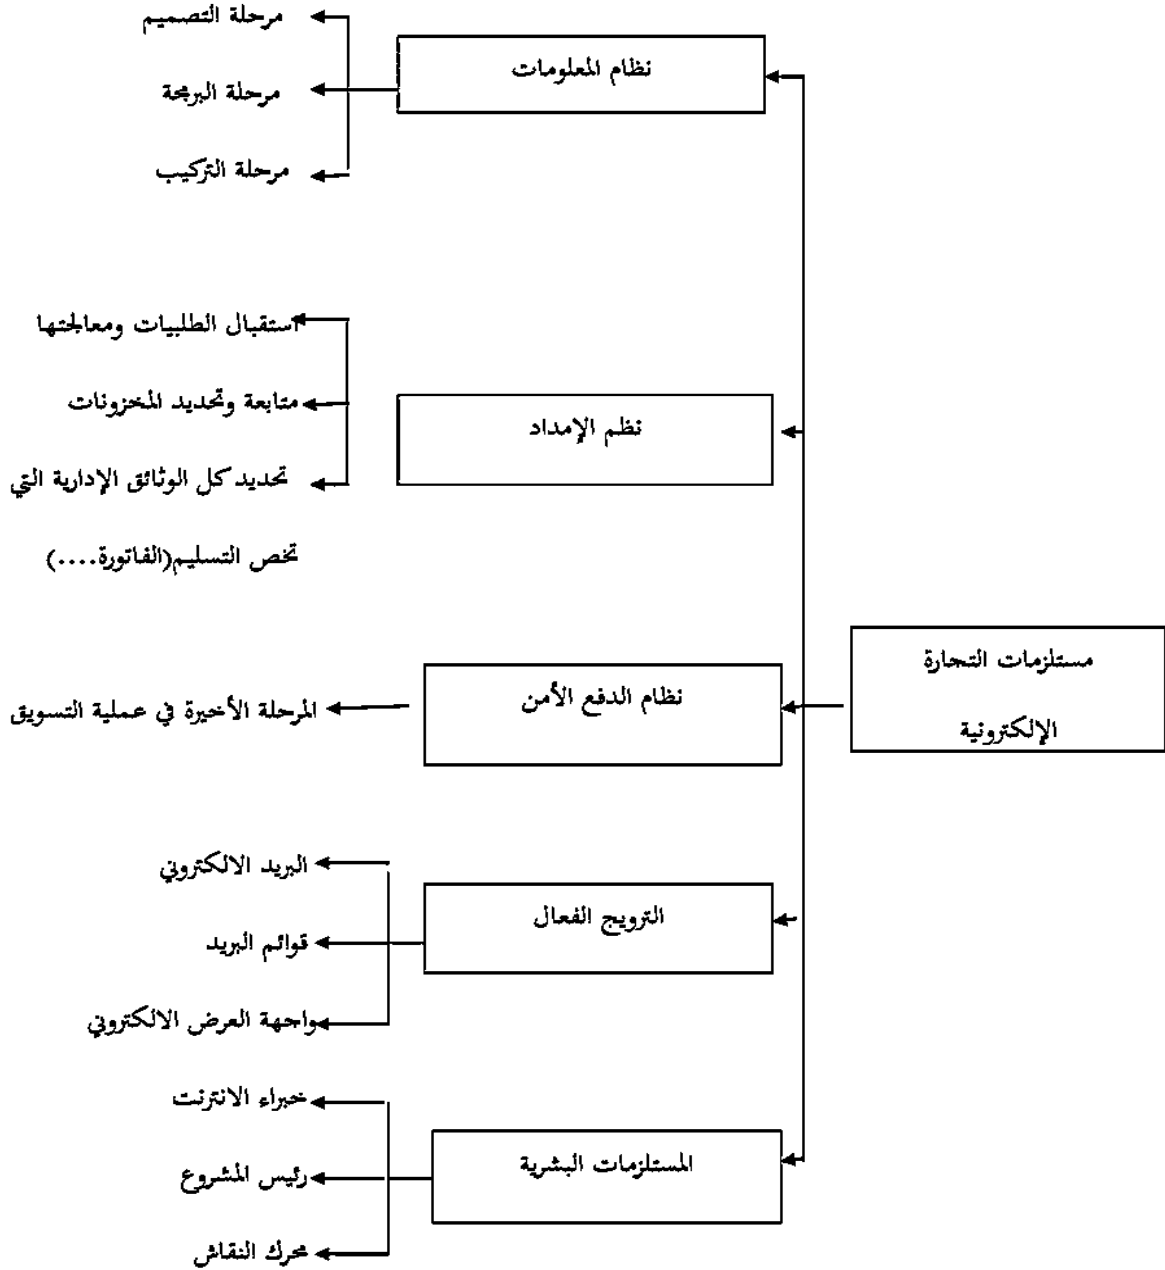 مستلزمات التجارة
الإلكترونية
نظام المعلومات
مرحلة التصميم
مرحلة البرمجة
مرحلة التركيب
نظم الإمداد
استقبال الطلبيات ومعالجتها
متابعة وتحديد المخزونات
تحديد كل الوثائق الإدارية التي
تخص التسليم(الفاتورة....)
نظام الدفع الأمن
المرحلة الأخيرة في عملية التسويق
الترويج الفعال
البريد الالكتروني
قوائم البريد
واجهة العرض الالكتروني
المستلزمات البشرية
خبراء الانترنت
رئيس المشروع
محرك النقاش